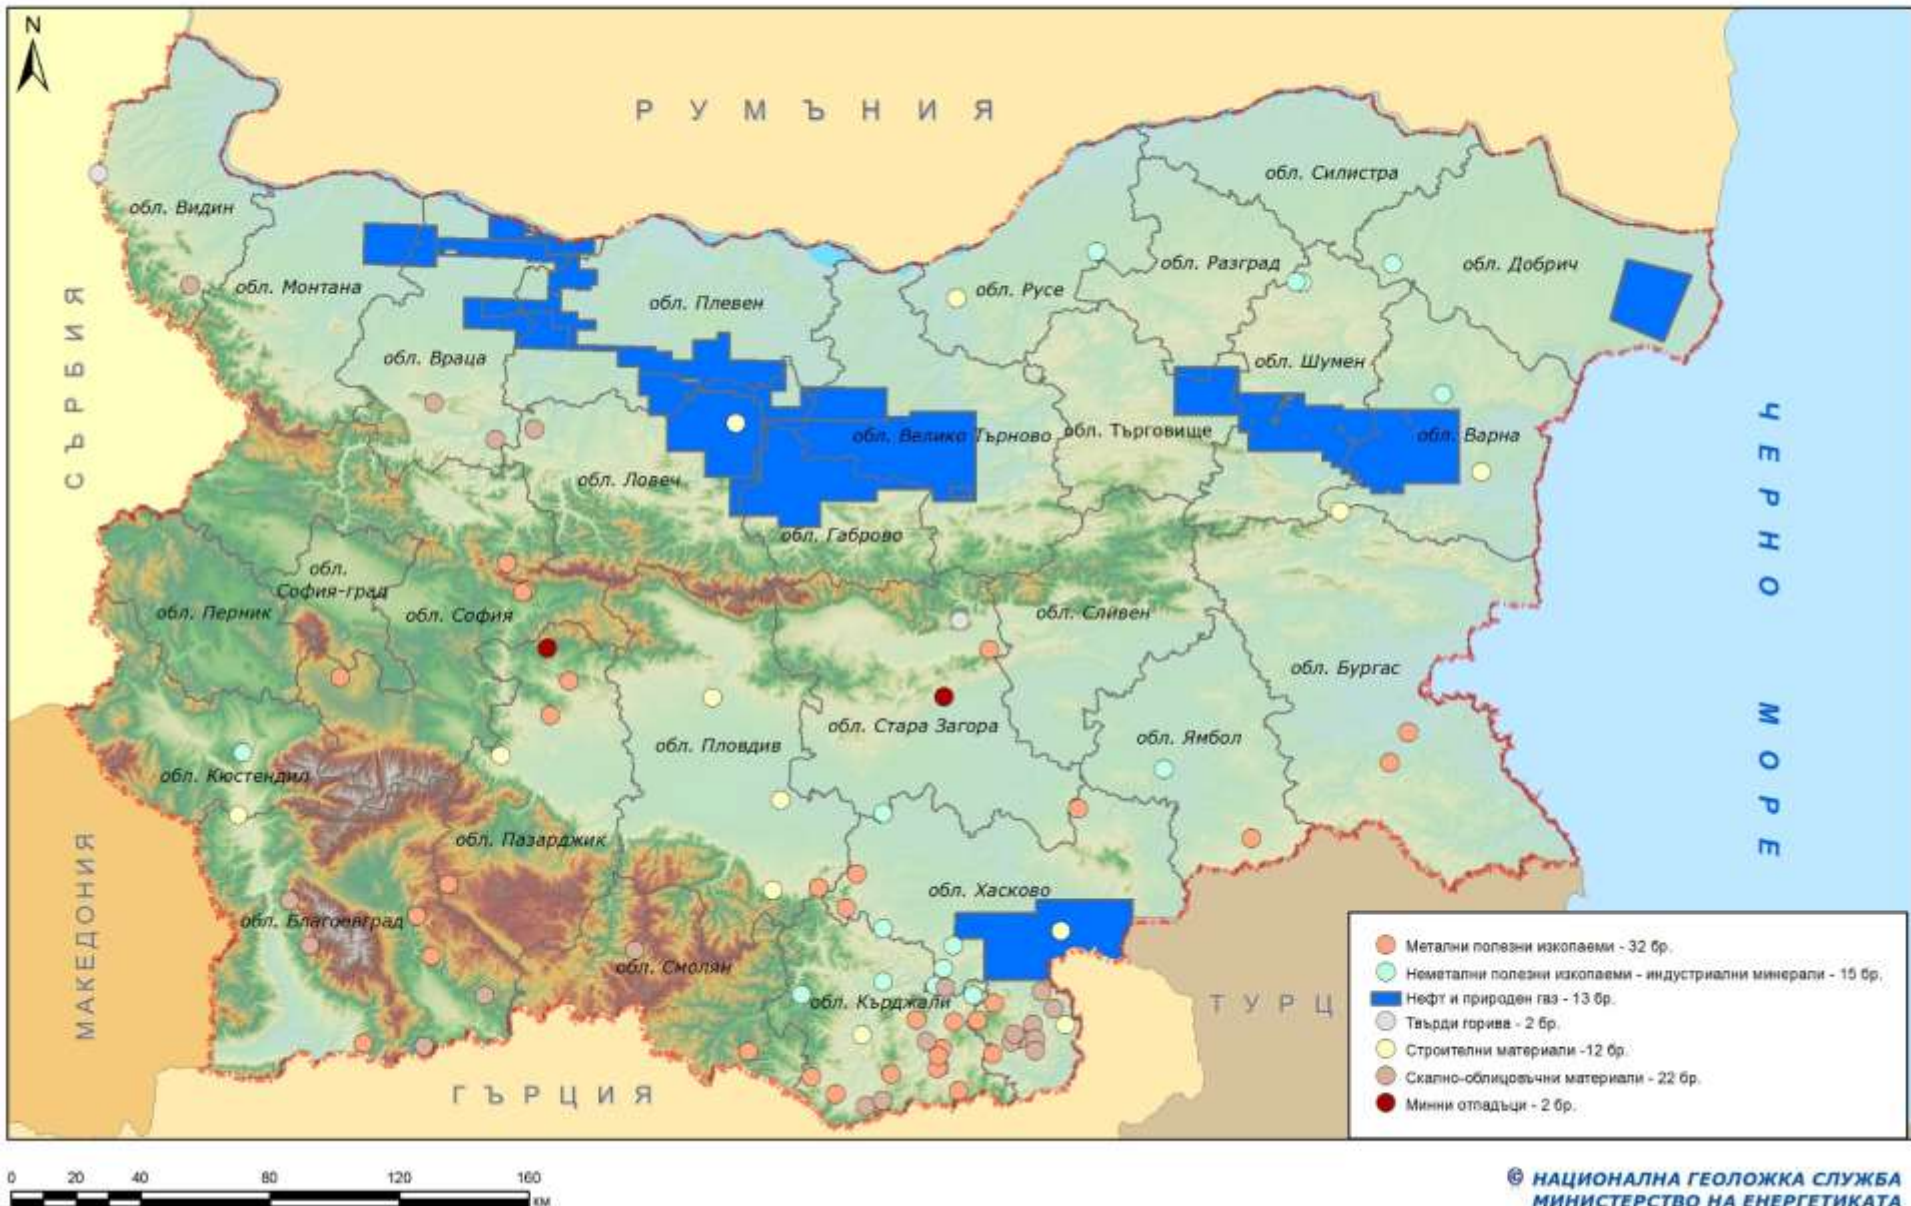 N
РУМЪНИЯ
обл. Силистра
обл. Видин
обл. Разград
обл. Добрич
обл. Монтана
обл. Русе
обл. Плевен
обл. Враца
обл. Шумен
СЪРБИЯ
ЧЕРНО МОРЕ
обл. Велико Търново
обл. Търговище
обл. Варна
обл. Ловеч
обл. Габрово
обл.
София-град
обл. Перник
обл. София
обл. Сливен
обл. Бургас
обл. Стара Загора
обл. Ямбол
обл. Пловдив
обл. Кюстендил
обл. Пазарджик
МАКЕДОНИЯ
обл. Хасково
обл. Благоевград
обл. Смолян
обл. Кърджали
ТУРЦ
ГЪРЦИЯ
Метални полезни изкопаеми - 32 бр.
Неметални полезни изкопаеми - индустриални минерали - 15 бр.
Нефт и природен газ - 13 бр.
Твърди горива - 2 бр.
Строителни материали -12 бр.
Скално-облицовъчни материали - 22 бр.
Минни отпадъци - 2 бр.
0 20 40 80 120 160
км
© НАЦИОНАЛНА ГЕОЛОЖКА СЛУЖБА
МИНИСТЕРСТВО НА ЕНЕРГЕТИКАТА